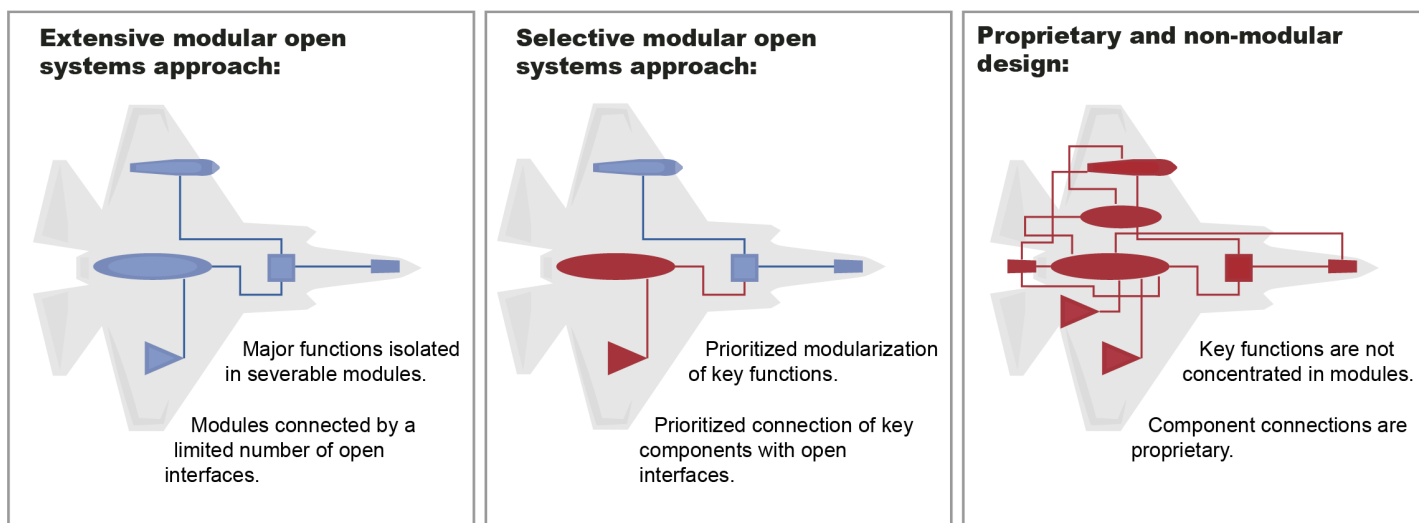 Extensive modular open
systems approach:
Major functions isolated
in severable modules.
Modules connected by a
limited number of open
interfaces.
Selective modular open
systems approach:
Prioritized modularization
of key functions.
Prioritized connection of key
components with open
interfaces.
Proprietary and non-modular
design:
Key functions are not
concentrated in modules.
Component connections are
proprietary.